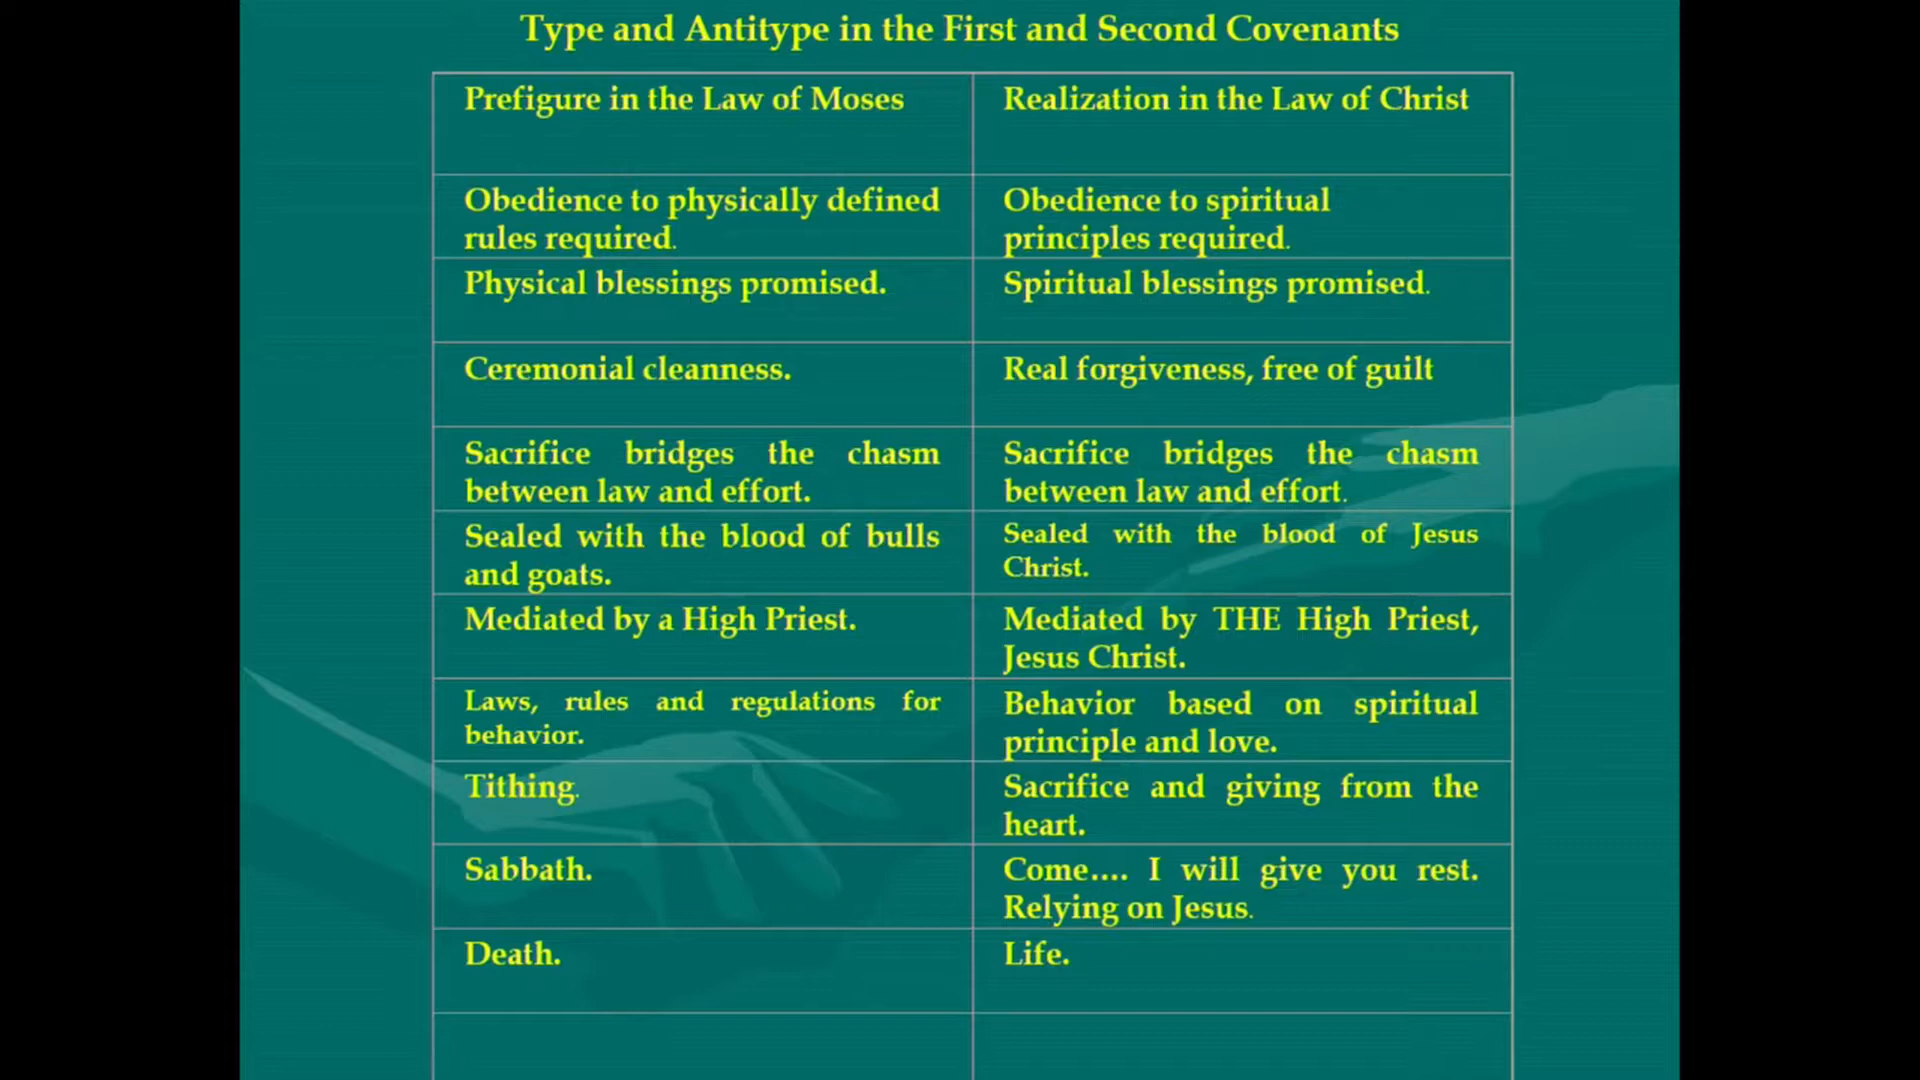 Type and Antitype in the First and Second Covenants
Prefigure in the Law of Moses
Realization in the Law of Christ
Obedience to physically defined
rules required.
Obedience to spiritual
principles required.
Physical blessings promised.
Spiritual blessings promised.
Ceremonial cleanness.
Real forgiveness, free of guilt
Sacrifice bridges the chasm
between law and effort.
Sacrifice bridges the chasm
between law and effort.
Sealed with the blood of bulls
and goats.
Sealed with the blood of Jesus
Christ.
Mediated by a High Priest.
Mediated by THE High Priest,
Jesus Christ.
Laws, rules and regulations for
behavior.
Behavior based on spiritual
principle and love.
Tithing.
Sacrifice and giving from the
heart.
Sabbath.
Come.... I will give you rest.
Relying on Jesus.
Death.
Life.